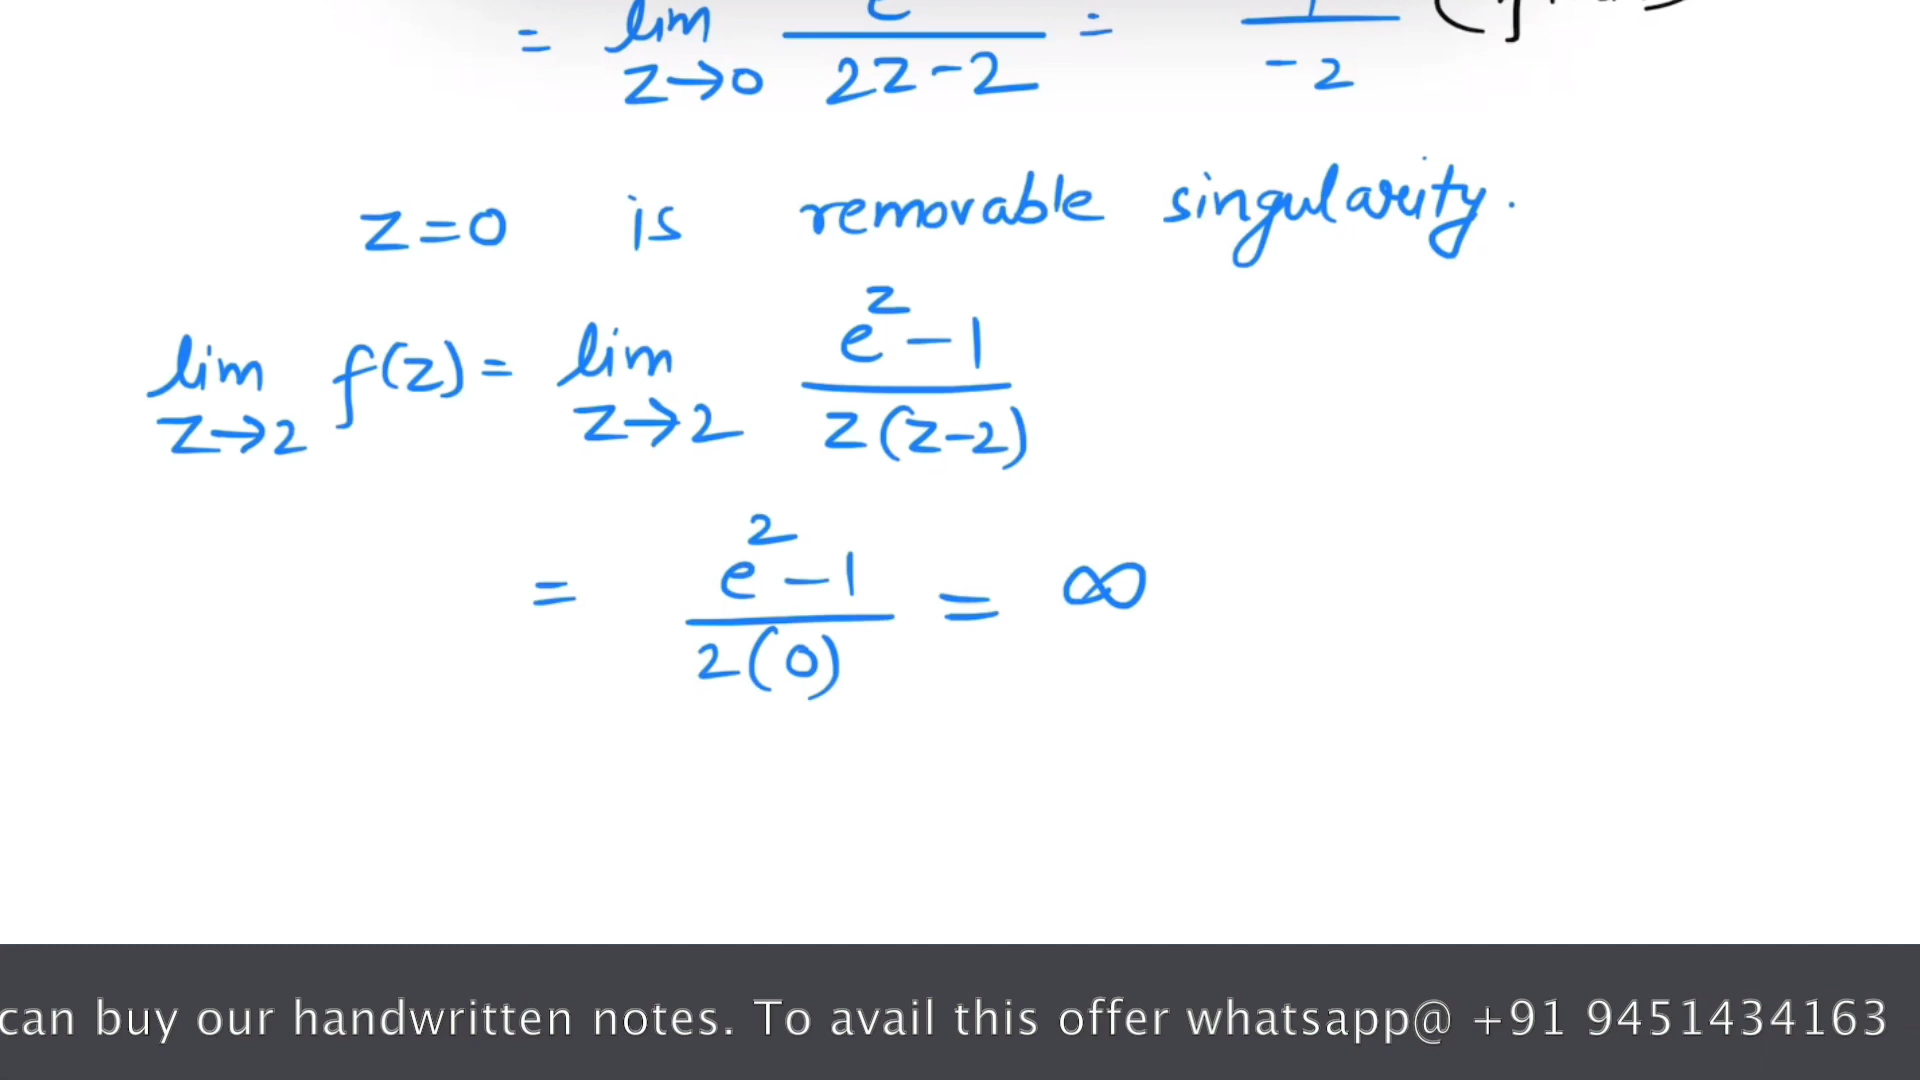 = lim e / 2z-2 = 1 / -2
z→0
z=0 is removable singularity.
lim f(z) = lim e^z-1 / z(z-2)
z→2 z→2
= e^2-1 / 2(0) = ∞
can buy our handwritten notes. To avail this offer whatsapp@ +91 9451434163